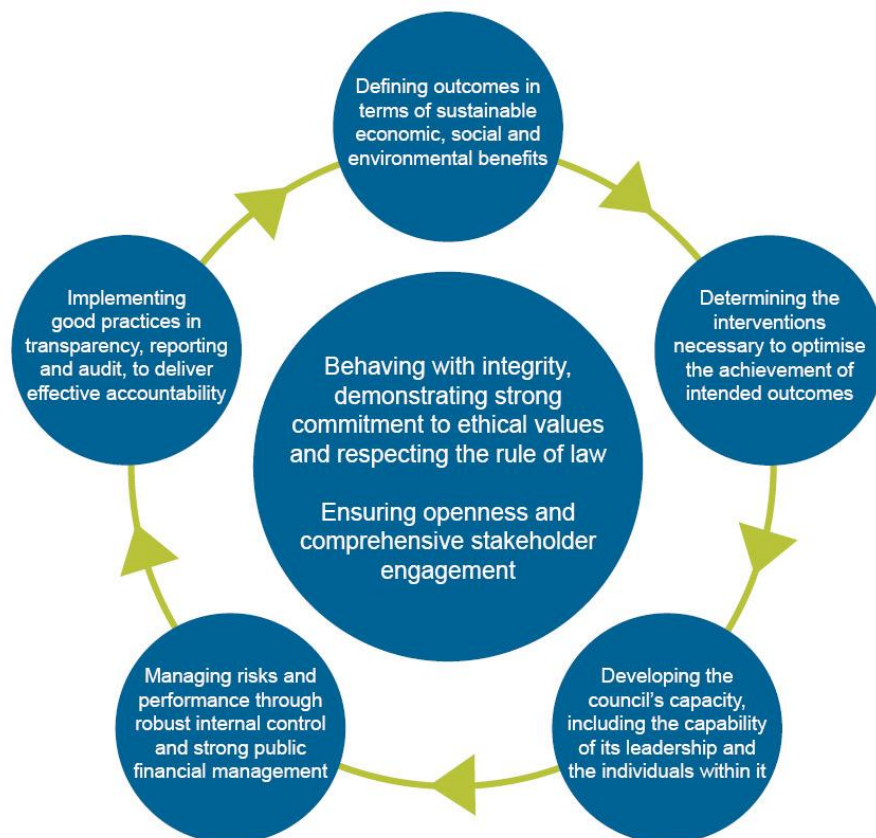 Defining outcomes in
terms of sustainable
economic, social and
environmental benefits
Determining the
interventions
necessary to optimise
the achievement of
intended outcomes
Developing the
council's capacity,
including the capability
of its leadership and
the individuals within it
Managing risks and
performance through
robust internal control
and strong public
financial management
Implementing
good practices in
transparency, reporting
and audit, to deliver
effective accountability
Behaving with integrity,
demonstrating strong
commitment to ethical values
and respecting the rule of law
Ensuring openness and
comprehensive stakeholder
engagement